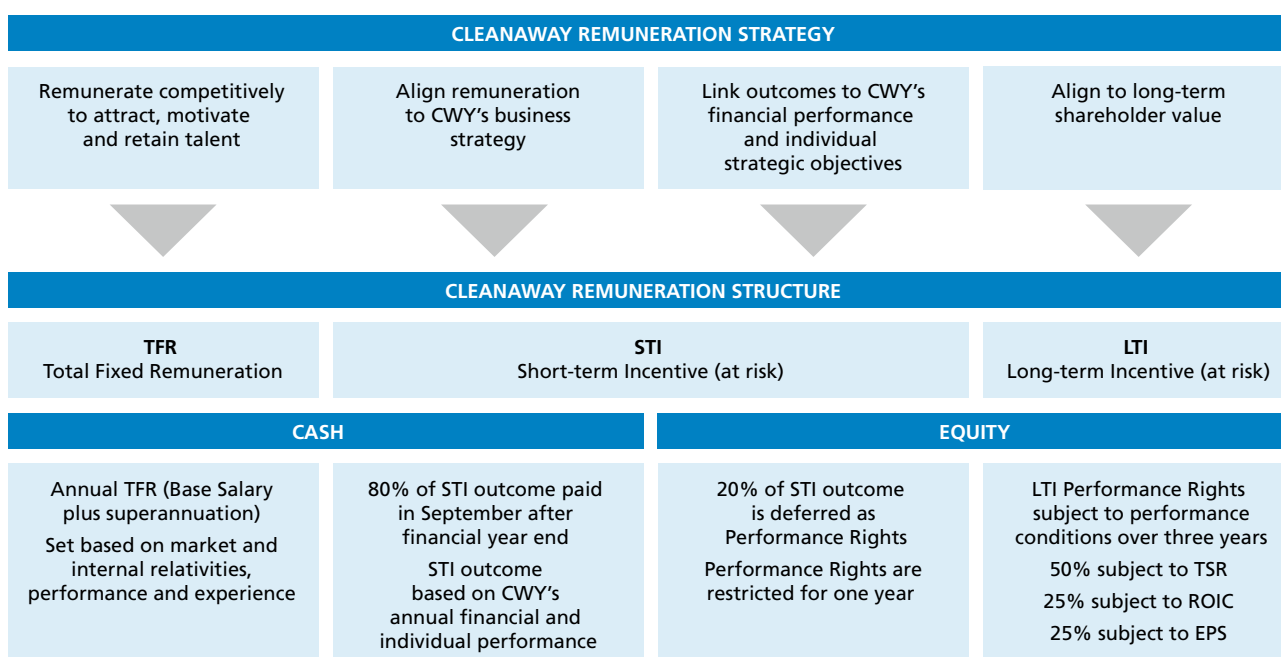 CLEANAWAY REMUNERATION STRATEGY
Remunerate competitively
to attract, motivate
and retain talent
Align remuneration
to CWY's business
strategy
Link outcomes to CWY's
financial performance
and individual
strategic objectives
Align to long-term
shareholder value
CLEANAWAY REMUNERATION STRUCTURE
TFR
Total Fixed Remuneration
STI
Short-term Incentive (at risk)
LTI
Long-term Incentive (at risk)
CASH
EQUITY
Annual TFR (Base Salary
plus superannuation)
Set based on market and
internal relativities,
performance and experience
80% of STI outcome paid
in September after
financial year end
STI outcome
based on CWY's
annual financial and
individual performance
20% of STI outcome
is deferred as
Performance Rights
Performance Rights are
restricted for one year
LTI Performance Rights
subject to performance
conditions over three years
50% subject to TSR
25% subject to ROIC
25% subject to EPS